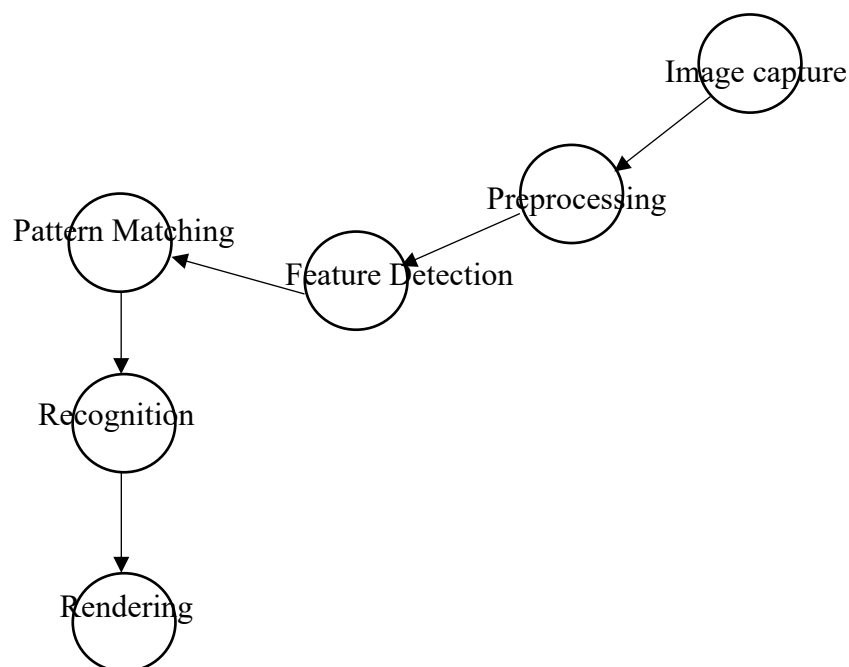 Image capture
Preprocessing
Pattern Matching
Feature Detection
Recognition
Rendering